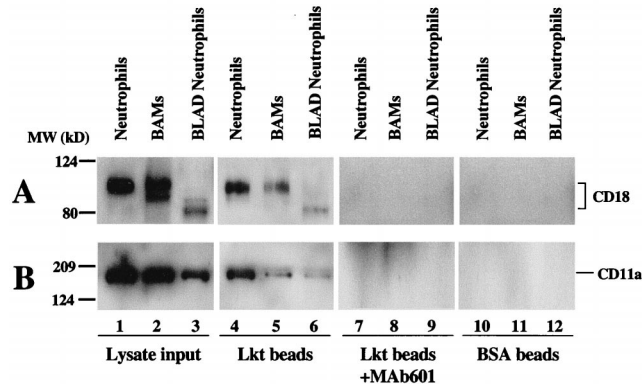 Neutrophils BAMs BLAD Neutrophils Neutrophils BAMs BLAD Neutrophils Neutrophils BAMs BLAD Neutrophils Neutrophils BAMs BLAD Neutrophils
MW (kD)
124
A
CD18
80
209
B
CD11a
124
1 2 3 4 5 6 7 8 9 10 11 12
Lysate input Lkt beads Lkt beads BSA beads
+MAb601